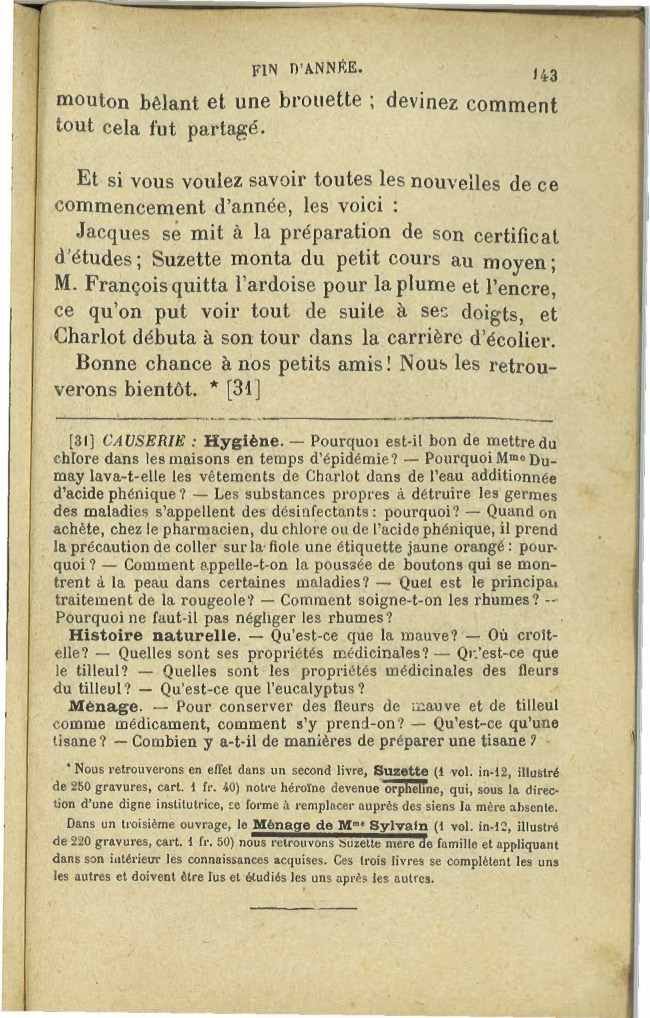 FIN D'ANNÉE. 143
mouton bêlant et une brouette ; devinez comment
tout cela fut partagé.
Et si vous voulez savoir toutes les nouvelles de ce
commencement d'année, les voici :
Jacques se mit à la préparation de son certificat
d'études ; Suzette monta du petit cours au moyen ;
M. François quitta l'ardoise pour la plume et l'encre,
ce qu'on put voir tout de suite à ses doigts, et
Charlot débuta à son tour dans la carrière d'écolier.
Bonne chance à nos petits amis ! Nous les retrou-
verons bientôt. * [31]
[31] CAUSERIE : Hygiène. — Pourquoi est-il bon de mettre du
chlore dans les maisons en temps d'épidémie ? — Pourquoi Mme Du-
may lava-t-elle les vêtements de Charlot dans de l'eau additionnée
d'acide phénique ? — Les substances propres à détruire les germes
des maladies s'appellent des désinfectants : pourquoi ? — Quand on
achète, chez le pharmacien, du chlore ou de l'acide phénique, il prend
la précaution de coller sur la fiole une étiquette jaune orangé : pour-
quoi ? — Comment appelle-t-on la poussée de boutons qui se mon-
trent à la peau dans certaines maladies ? — Quel est le principal
traitement de la rougeole ? — Comment soigne-t-on les rhumes ? —
Pourquoi ne faut-il pas négliger les rhumes ?
Histoire naturelle. — Qu'est-ce que la mauve ? — Où croît-
elle ? — Quelles sont ses propriétés médicinales ? — Qu'est-ce que
le tilleul ? — Quelles sont les propriétés médicinales des fleurs
du tilleul ? — Qu'est-ce que l'eucalyptus ?
Ménage. — Pour conserver des fleurs de mauve et de tilleul
comme médicament, comment s'y prend-on ? — Qu'est-ce qu'une
tisane ? — Combien y a-t-il de manières de préparer une tisane ?
* Nous retrouverons en effet dans un second livre, Suzette (1 vol. in-12, illustré
de 250 gravures, cart. 1 fr. 40) notre héroïne devenue orpheline, qui, sous la direc-
tion d'une digne institutrice, se forme à remplacer auprès des siens la mère absente.
Dans un troisième ouvrage, le Ménage de Mme Sylvain (1 vol. in-12, illustré
de 220 gravures, cart. 1 fr. 50) nous retrouvons Suzette mère de famille et appliquant
dans son intérieur les connaissances acquises. Ces trois livres se complètent les uns
les autres et doivent être lus et étudiés les uns après les autres.